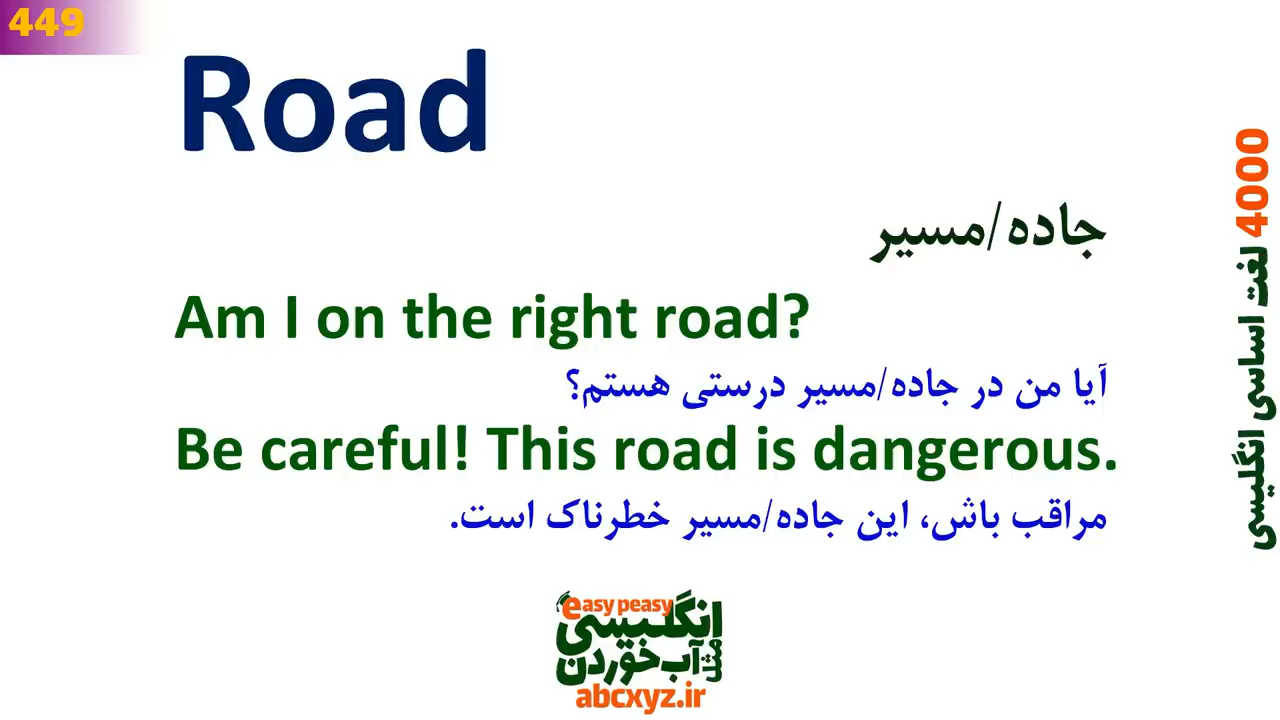 449
Road
جاده/مسیر
Am I on the right road?
آیا من در جاده/مسیر درستی هستم؟
Be careful! This road is dangerous.
مراقب باش، این جاده/مسیر خطرناک است.
4000 لغت اساسی انگلیسی
easy peasy
انگلیسی
مثل آب خوردن
abcxyz.ir